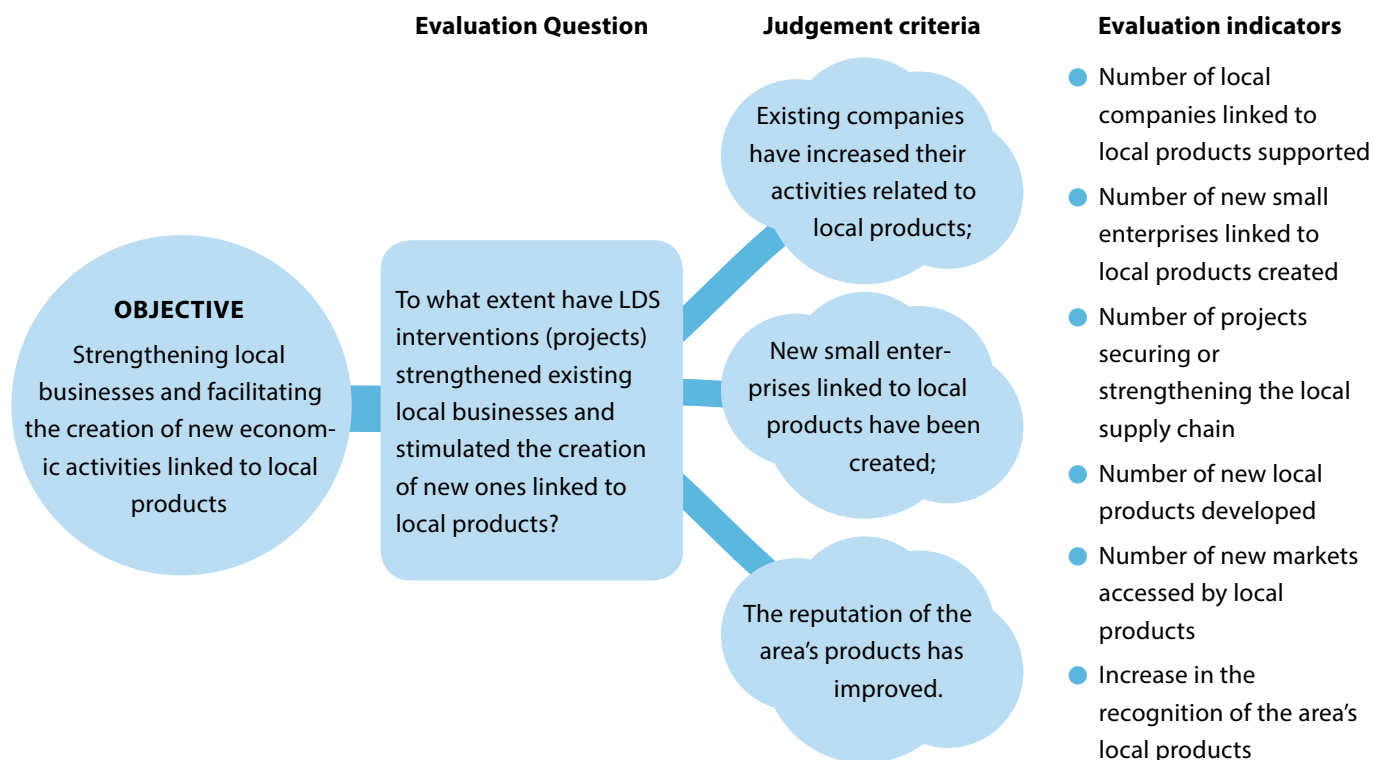 Evaluation Question
Judgement criteria
Evaluation indicators
OBJECTIVE
Strengthening local
businesses and facilitating
the creation of new econom-
ic activities linked to local
products
To what extent have LDS
interventions (projects)
strengthened existing
local businesses and
stimulated the creation
of new ones linked to
local products?
Existing companies
have increased their
activities related to
local products;
New small enter-
prises linked to local
products have been
created;
The reputation of the
area’s products has
improved.
Number of local
companies linked to
local products supported
Number of new small
enterprises linked to
local products created
Number of projects
securing or
strengthening the local
supply chain
Number of new local
products developed
Number of new markets
accessed by local
products
Increase in the
recognition of the area’s
local products